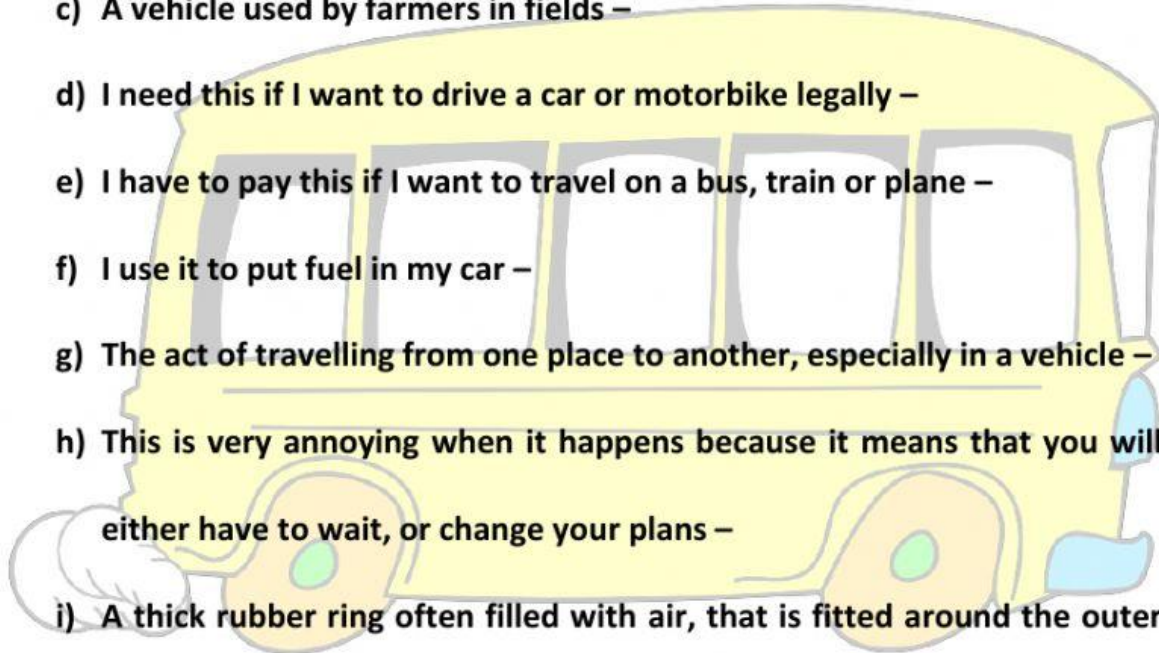 c) A vehicle used by farmers in fields –
d) I need this if I want to drive a car or motorbike legally –
e) I have to pay this if I want to travel on a bus, train or plane –
f) I use it to put fuel in my car –
g) The act of travelling from one place to another, especially in a vehicle –
h) This is very annoying when it happens because it means that you will
either have to wait, or change your plans –
i) A thick rubber ring often filled with air, that is fitted around the outer